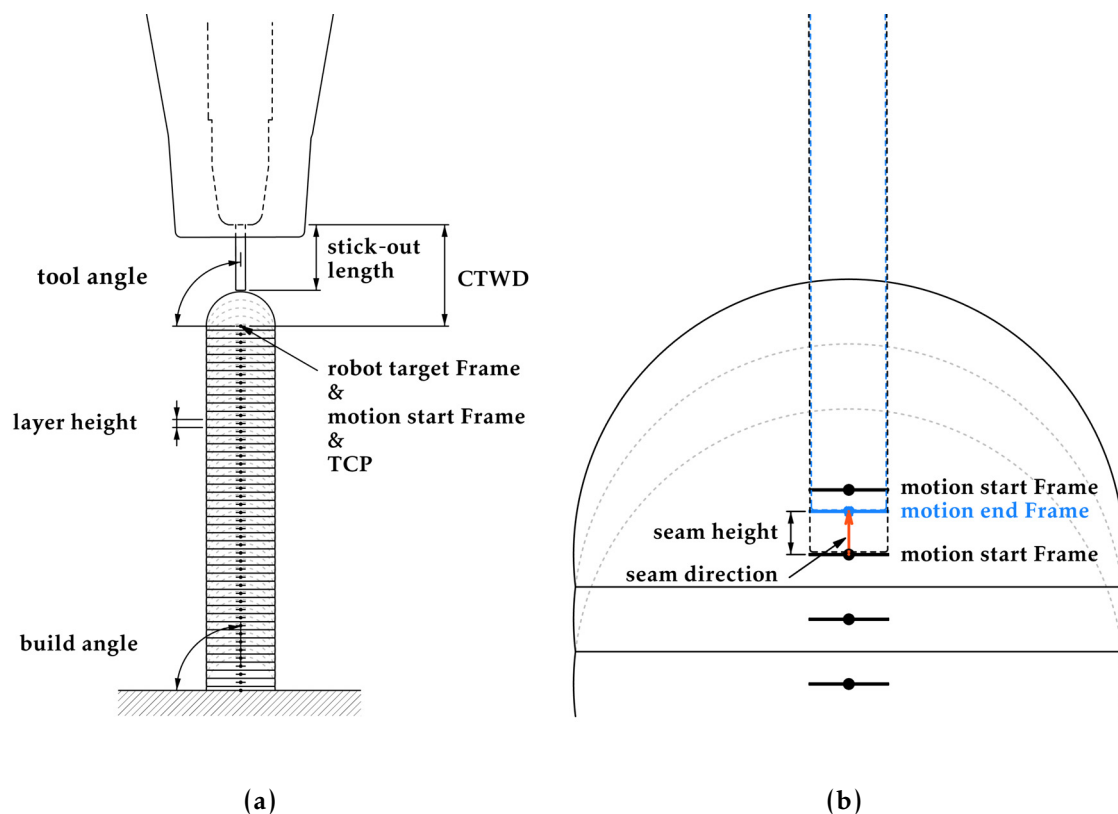 stick-out
length
CTWD
tool angle
robot target Frame
&
motion start Frame
&
TCP
layer height
build angle
(a)
motion start Frame
motion end Frame
seam height
motion start Frame
seam direction
(b)